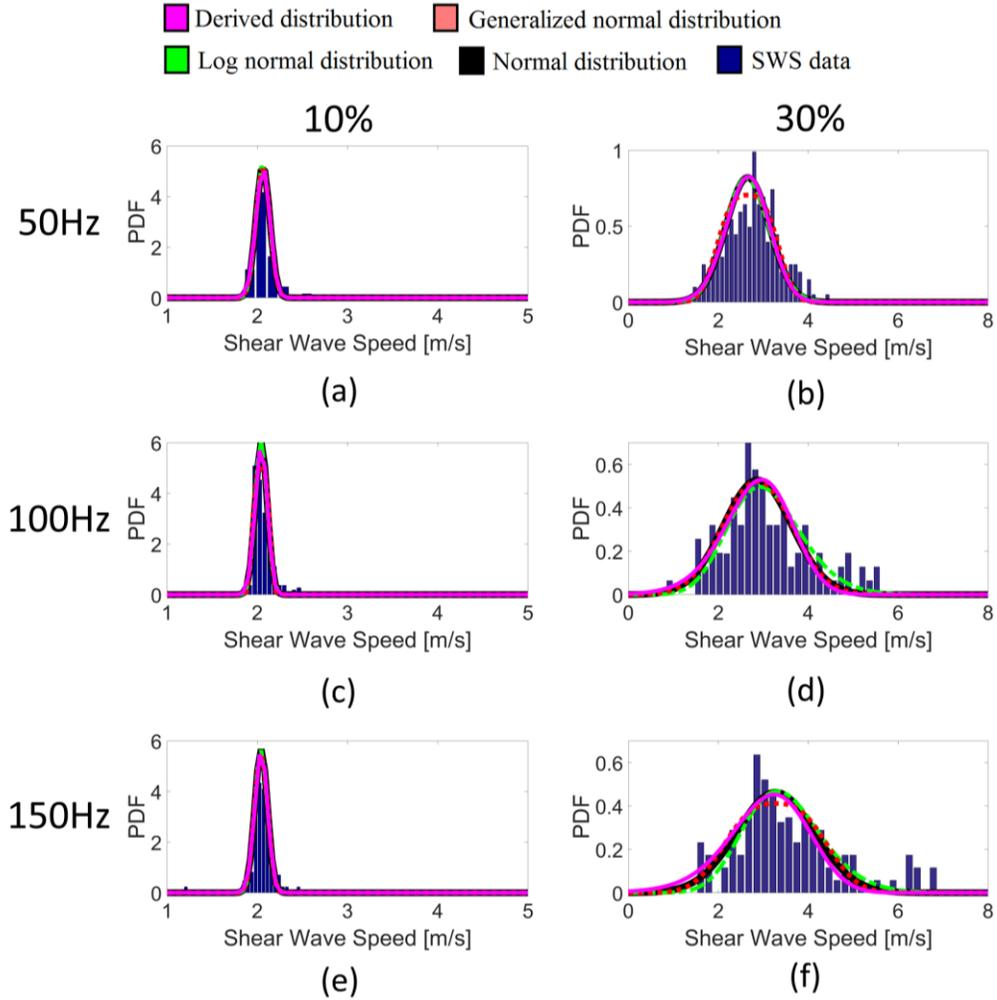 Derived distribution Generalized normal distribution
Log normal distribution Normal distribution SWS data
10% 30%
50Hz
PDF
6
4
2
0
1 2 3 4 5
Shear Wave Speed [m/s]
(a)
PDF
1
0.5
0
0 2 4 6 8
Shear Wave Speed [m/s]
(b)
100Hz
PDF
6
4
2
0
1 2 3 4 5
Shear Wave Speed [m/s]
(c)
PDF
0.6
0.4
0.2
0
0 2 4 6 8
Shear Wave Speed [m/s]
(d)
150Hz
PDF
6
4
2
0
1 2 3 4 5
Shear Wave Speed [m/s]
(e)
PDF
0.6
0.4
0.2
0
0 2 4 6 8
Shear Wave Speed [m/s]
(f)